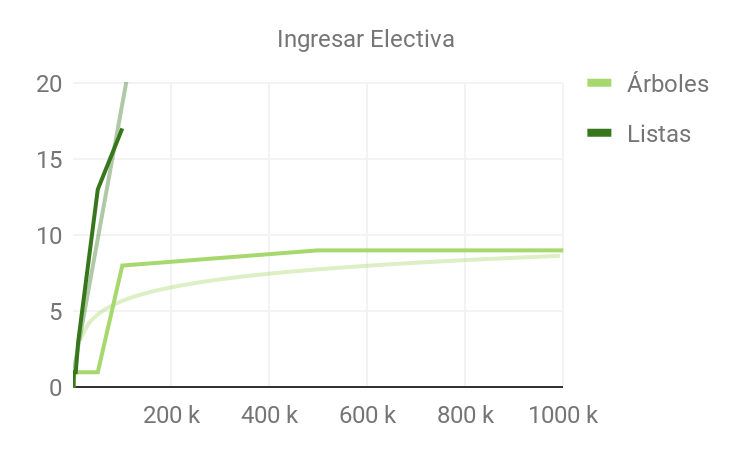 Ingresar Electiva
20
15
10
5
0
200 k
400 k
600 k
800 k
1000 k
Árboles
Listas